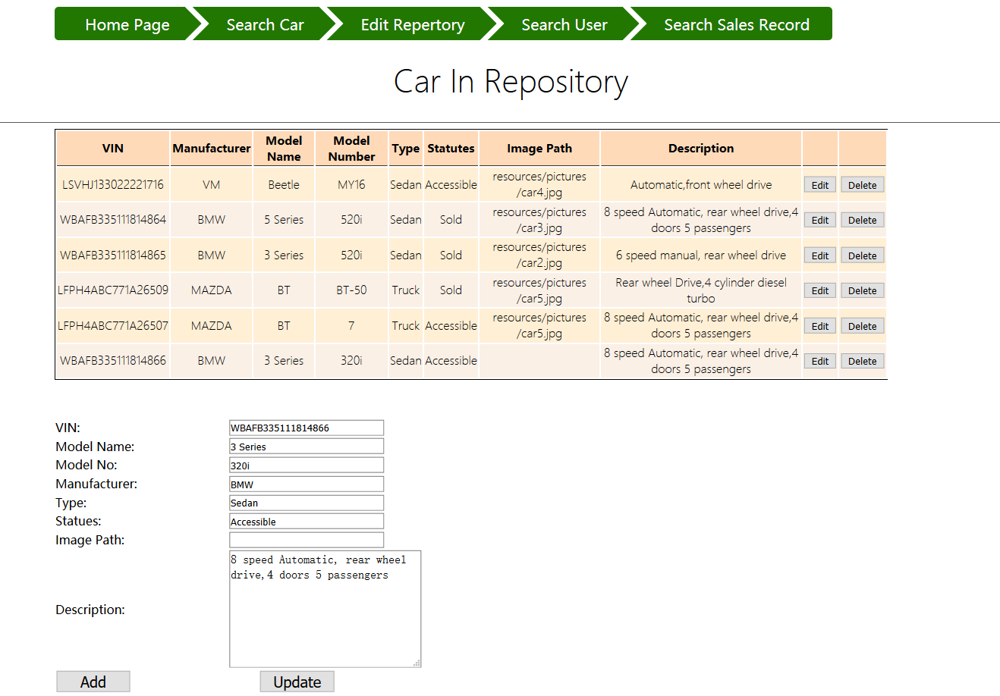 Home Page Search Car Edit Repertory Search User Search Sales Record
Car In Repository
VIN Manufacturer Model Name Model Number Type Statutes Image Path Description
LSVHJ133022221716 VM Beetle MY16 Sedan Accessible resources/pictures/car4.jpg Automatic,front wheel drive Edit Delete
WBAFB335111814864 BMW 5 Series 520i Sedan Sold resources/pictures/car3.jpg 8 speed Automatic, rear wheel drive,4 doors 5 passengers Edit Delete
WBAFB335111814865 BMW 3 Series 520i Sedan Sold resources/pictures/car2.jpg 6 speed manual, rear wheel drive Edit Delete
LFPH4ABC771A26509 MAZDA BT BT-50 Truck Sold resources/pictures/car5.jpg Rear wheel Drive,4 cylinder diesel turbo Edit Delete
LFPH4ABC771A26507 MAZDA BT 7 Truck Accessible resources/pictures/car5.jpg 8 speed Automatic, rear wheel drive,4 doors 5 passengers Edit Delete
WBAFB335111814866 BMW 3 Series 320i Sedan Accessible 8 speed Automatic, rear wheel drive,4 doors 5 passengers Edit Delete
VIN: WBAFB335111814866
Model Name: 3 Series
Model No: 320i
Manufacturer: BMW
Type: Sedan
Statues: Accessible
Image Path:
8 speed Automatic, rear wheel
drive,4 doors 5 passengers
Description:
Add Update